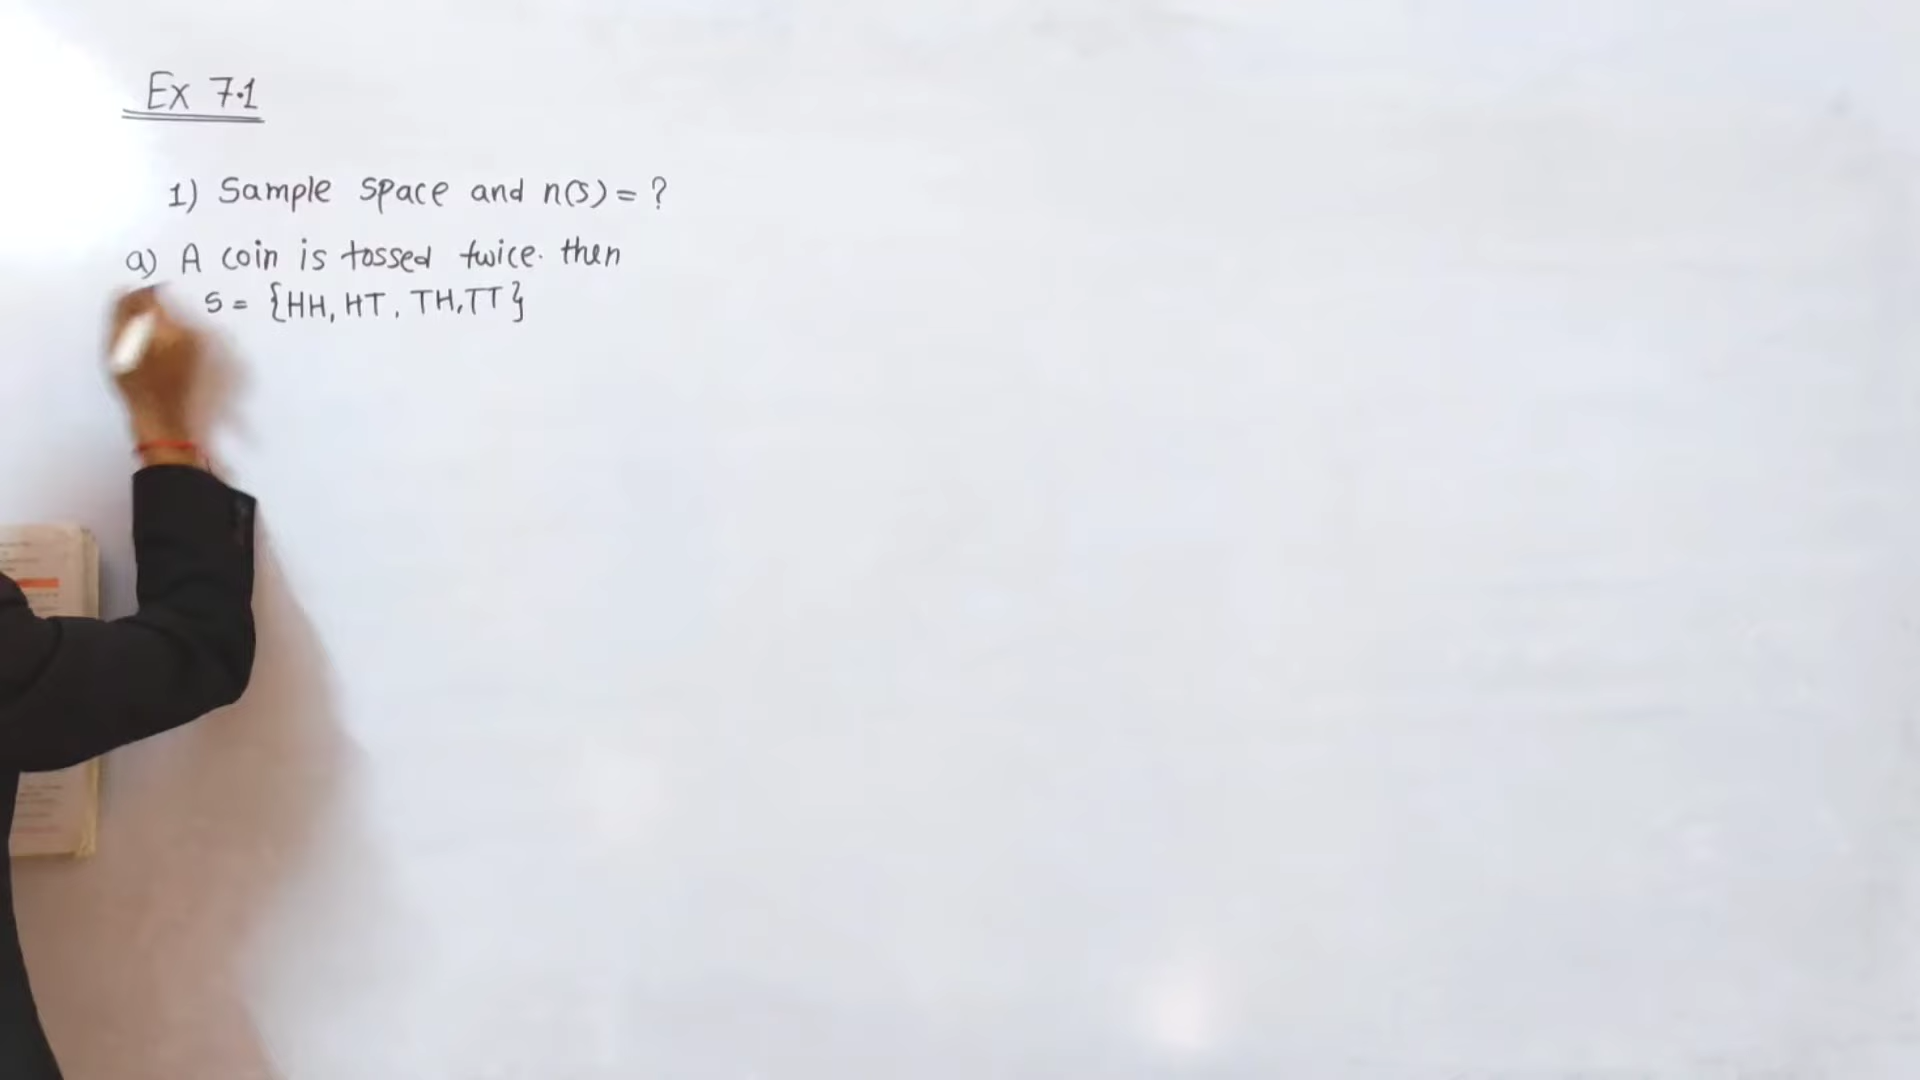 Ex 7.1
1) Sample space and n(s) = ?
a) A coin is tossed twice. then
S = {HH, HT, TH, TT}